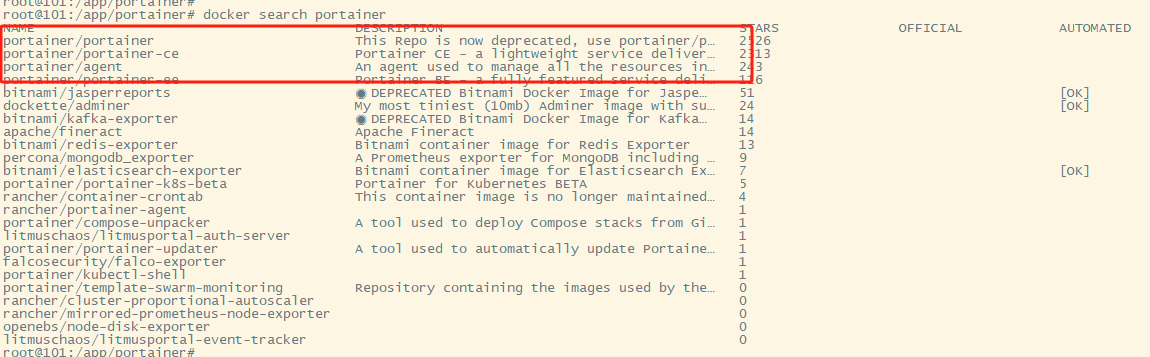 root@101:/app/portainer#
root@101:/app/portainer# docker search portainer
NAME DESCRIPTION STARS OFFICIAL AUTOMATED
portainer/portainer This Repo is now deprecated, use portainer/p… 2526
portainer/portainer-ce Portainer CE - a lightweight service deliver… 2313
portainer/agent An agent used to manage all the resources in… 243
portainer/portainer-ee Portainer BE - a fully featured service deli…
bitnami/jasperreports ◉ DEPRECATED Bitnami Docker Image for Jaspe… 51 [OK]
dockette/adminer My most tiniest (10mb) Adminer image with su… 24 [OK]
bitnami/kafka-exporter ◉ DEPRECATED Bitnami Docker Image for Kafka… 14
apache/fineract Apache Fineract 14
bitnami/redis-exporter Bitnami container image for Redis Exporter 13
percona/mongodb_exporter A Prometheus exporter for MongoDB including … 9
bitnami/elasticsearch-exporter Bitnami container image for Elasticsearch Ex… 7 [OK]
portainer/portainer-k8s-beta Portainer for Kubernetes BETA 5
rancher/container-crontab This container image is no longer maintained… 4
rancher/portainer-agent 1
portainer/compose-unpacker A tool used to deploy Compose stacks from Gi… 1
litmuschaos/litmusportal-auth-server 1
portainer/portainer-updater A tool used to automatically update Portaine… 1
falcosecurity/falco-exporter 1
portainer/kubectl-shell 1
portainer/template-swarm-monitoring Repository containing the images used by the… 0
rancher/cluster-proportional-autoscaler 0
rancher/mirrored-prometheus-node-exporter 0
openebs/node-disk-exporter 0
litmuschaos/litmusportal-event-tracker 0
root@101:/app/portainer#